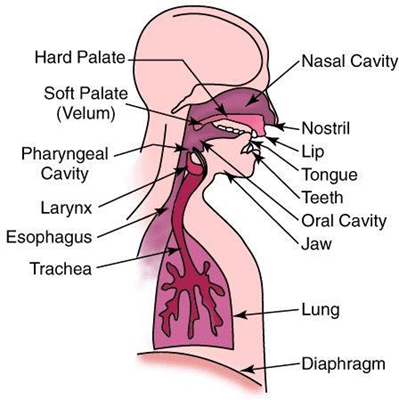 Hard Palate
Soft Palate
(Velum)
Pharyngeal
Cavity
Larynx
Esophagus
Trachea
Nasal Cavity
Nostril
Lip
Tongue
Teeth
Oral Cavity
Jaw
Lung
Diaphragm